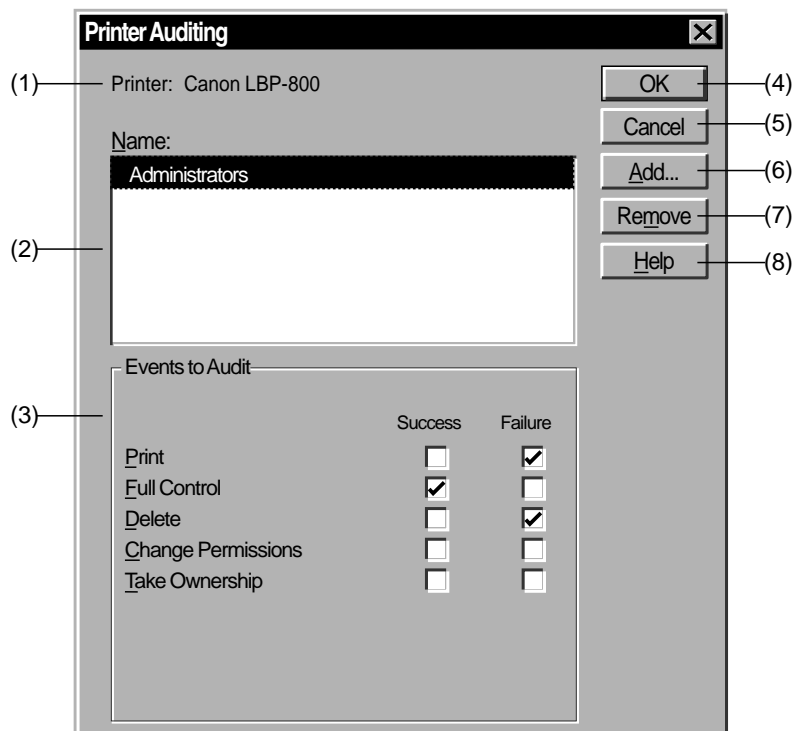 Printer Auditing
(1) Printer: Canon LBP-800 OK (4)
Cancel (5)
Name:
Administrators Add... (6)
Remove (7)
(2) Help (8)
Events to Audit
(3) Success Failure
Print
Full Control
Delete
Change Permissions
Take Ownership